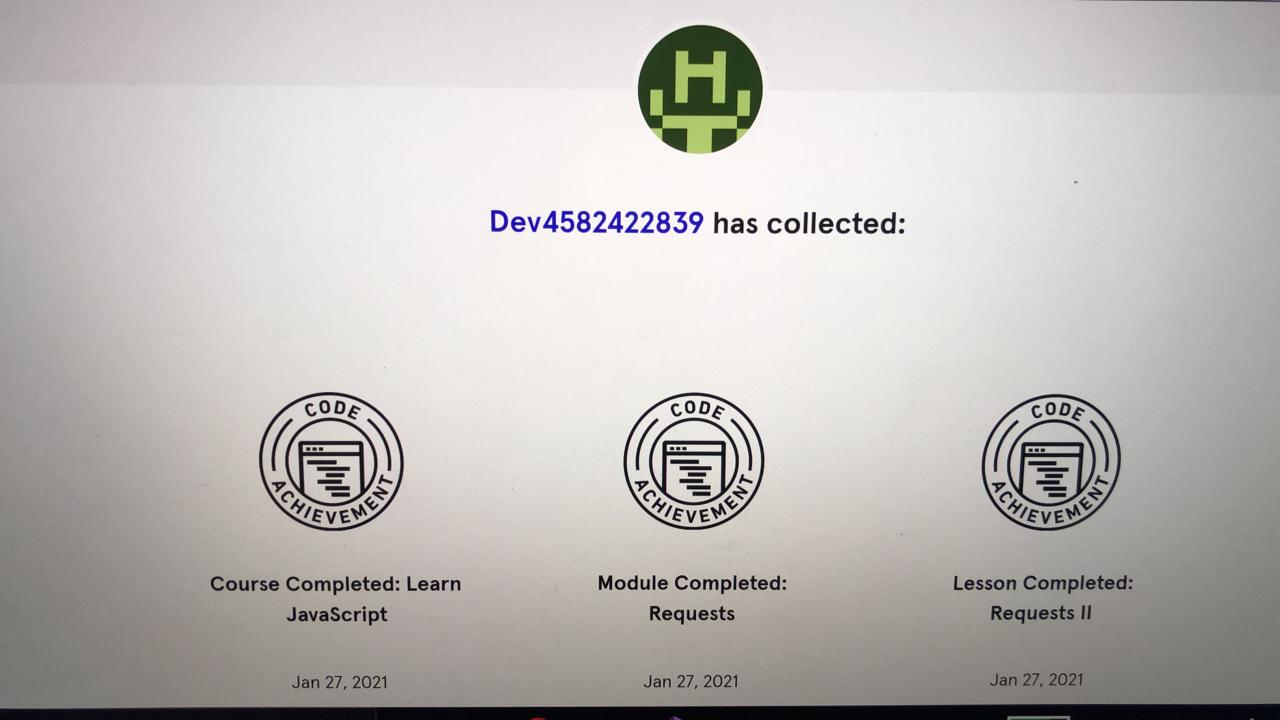 Dev4582422839 has collected:
CODE
ACHIEVEMENT
CODE
ACHIEVEMENT
CODE
ACHIEVEMENT
Course Completed: Learn
JavaScript
Module Completed:
Requests
Lesson Completed:
Requests II
Jan 27, 2021
Jan 27, 2021
Jan 27, 2021